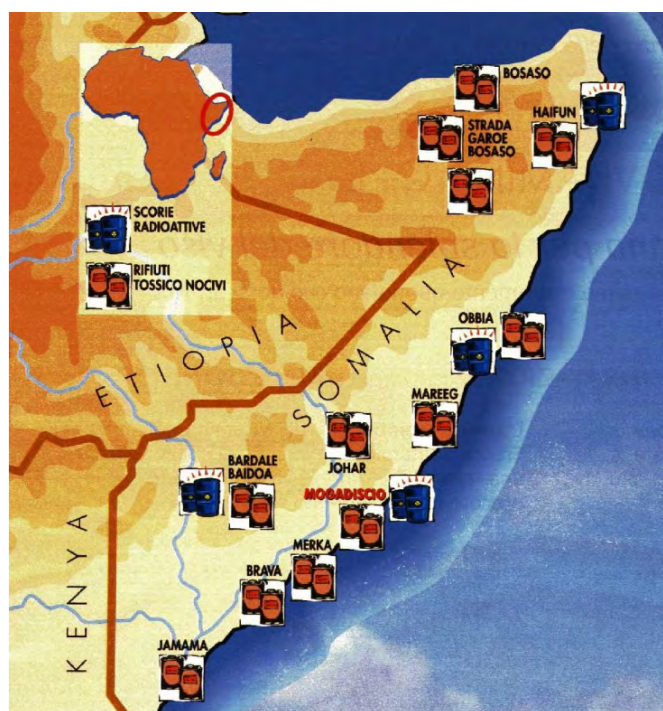 BOSASO
HAIFUN
STRADA
GAROE
BOSASO
SCORIE
RADIOATTIVE
RIFIUTI
TOSSICO NOCIVI
ETIOPIA
SOMALIA
OBBIA
MAREEG
JOHAR
BARDALE
BAIDOA
MOGADISCIO
MERKA
BRAVA
KENYA
JAMAMA